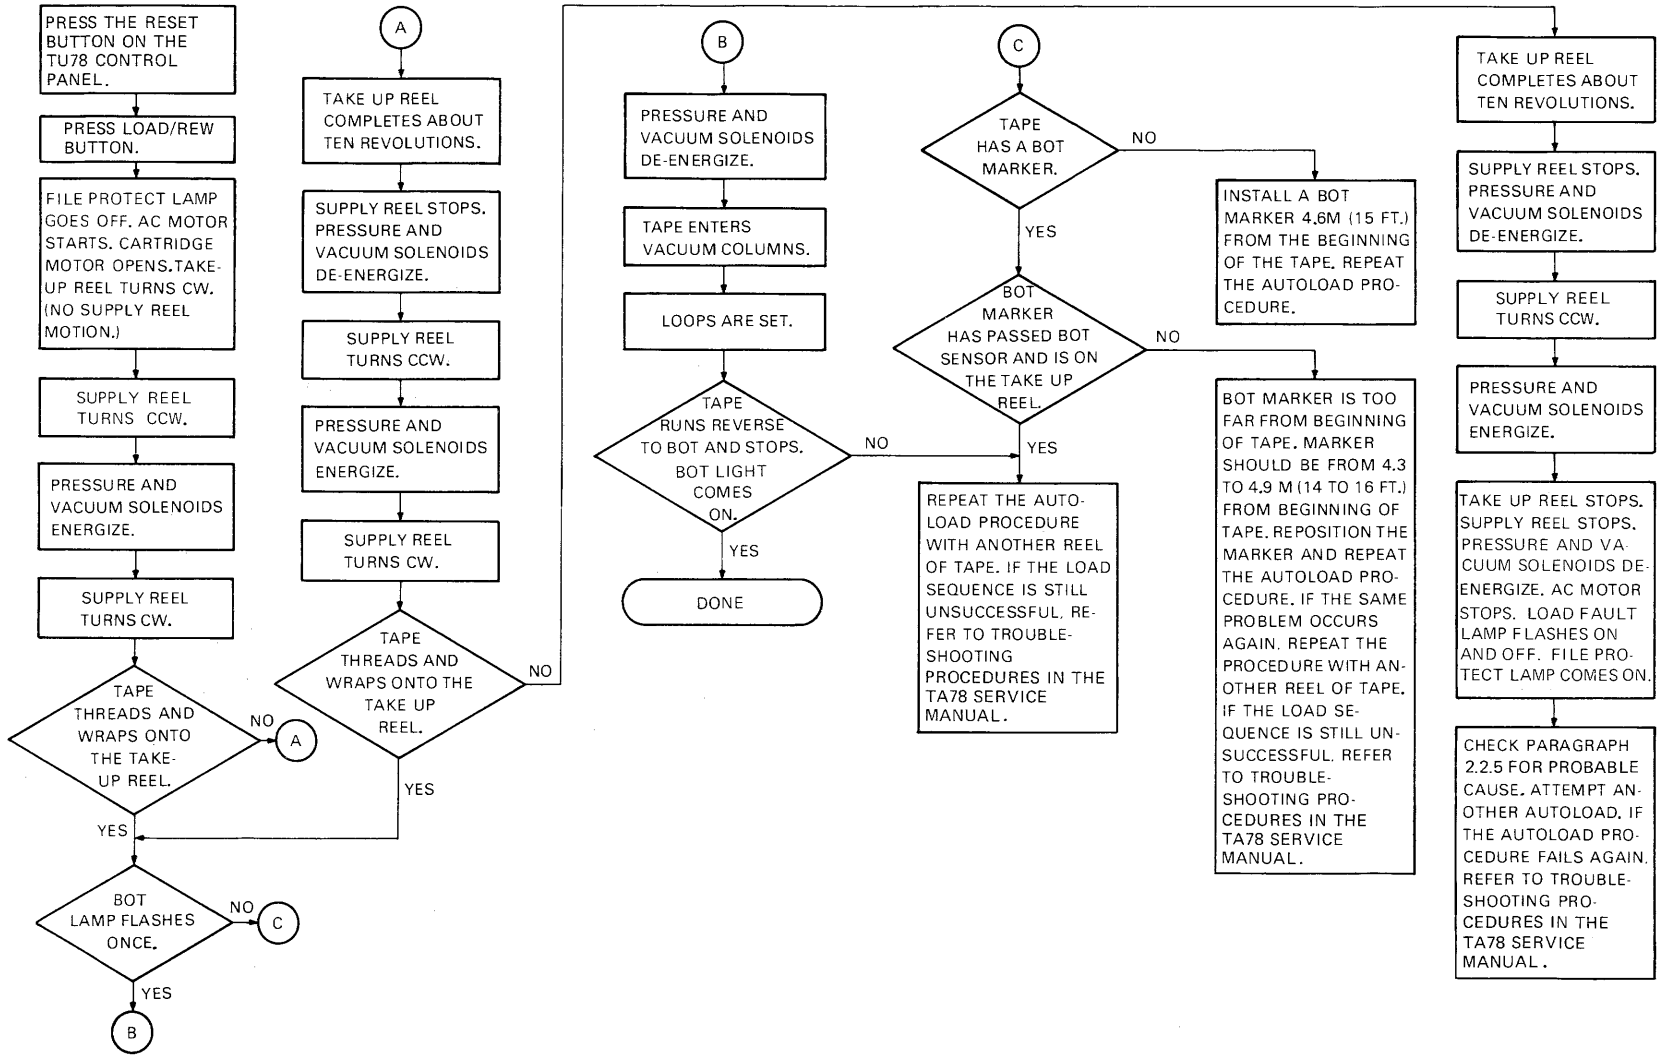 PRESS THE RESET
BUTTON ON THE
TU78 CONTROL
PANEL.
PRESS LOAD/REW
BUTTON.
FILE PROTECT LAMP
GOES OFF. AC MOTOR
STARTS. CARTRIDGE
MOTOR OPENS.TAKE-
UP REEL TURNS CW.
(NO SUPPLY REEL
MOTION.)
SUPPLY REEL
TURNS CCW.
PRESSURE AND
VACUUM SOLENOIDS
ENERGIZE.
SUPPLY REEL
TURNS CW.
TAPE
THREADS AND
WRAPS ONTO
THE TAKE-
UP REEL.
NO
A
YES
BOT
LAMP FLASHES
ONCE.
NO
C
YES
B
A
TAKE UP REEL
COMPLETES ABOUT
TEN REVOLUTIONS.
SUPPLY REEL STOPS.
PRESSURE AND
VACUUM SOLENOIDS
DE-ENERGIZE.
SUPPLY REEL
TURNS CCW.
PRESSURE AND
VACUUM SOLENOIDS
ENERGIZE.
SUPPLY REEL
TURNS CW.
TAPE
THREADS AND
WRAPS ONTO THE
TAKE UP
REEL.
NO
YES
B
PRESSURE AND
VACUUM SOLENOIDS
DE-ENERGIZE.
TAPE ENTERS
VACUUM COLUMNS.
LOOPS ARE SET.
TAPE
RUNS REVERSE
TO BOT AND STOPS.
BOT LIGHT
COMES
ON.
NO
YES
DONE
C
TAPE
HAS A BOT
MARKER.
NO
YES
BOT
MARKER
HAS PASSED BOT
SENSOR AND IS ON
THE TAKE UP
REEL.
NO
YES
REPEAT THE AUTO-
LOAD PROCEDURE
WITH ANOTHER REEL
OF TAPE. IF THE LOAD
SEQUENCE IS STILL
UNSUCCESSFUL, RE-
FER TO TROUBLE-
SHOOTING
PROCEDURES IN THE
TA78 SERVICE
MANUAL.
INSTALL A BOT
MARKER 4.6M (15 FT.)
FROM THE BEGINNING
OF THE TAPE. REPEAT
THE AUTOLOAD PRO-
CEDURE.
BOT MARKER IS TOO
FAR FROM BEGINNING
OF TAPE. MARKER
SHOULD BE FROM 4.3
TO 4.9 M (14 TO 16 FT.)
FROM BEGINNING OF
TAPE. REPOSITION THE
MARKER AND REPEAT
THE AUTOLOAD PRO-
CEDURE. IF THE SAME
PROBLEM OCCURS
AGAIN, REPEAT THE
PROCEDURE WITH AN-
OTHER REEL OF TAPE.
IF THE LOAD SE-
QUENCE IS STILL UN-
SUCCESSFUL, REFER
TO TROUBLE-
SHOOTING PRO-
CEDURES IN THE
TA78 SERVICE
MANUAL.
TAKE UP REEL
COMPLETES ABOUT
TEN REVOLUTIONS.
SUPPLY REEL STOPS.
PRESSURE AND
VACUUM SOLENOIDS
DE-ENERGIZE.
SUPPLY REEL
TURNS CCW.
PRESSURE AND
VACUUM SOLENOIDS
ENERGIZE.
TAKE UP REEL STOPS.
SUPPLY REEL STOPS.
PRESSURE AND VA-
CUUM SOLENOIDS DE-
ENERGIZE. AC MOTOR
STOPS. LOAD FAULT
LAMP FLASHES ON
AND OFF. FILE PRO-
TECT LAMP COMES ON.
CHECK PARAGRAPH
2.2.5 FOR PROBABLE
CAUSE. ATTEMPT AN-
OTHER AUTOLOAD. IF
THE AUTOLOAD PRO-
CEDURE FAILS AGAIN,
REFER TO TROUBLE-
SHOOTING PRO-
CEDURES IN THE
TA78 SERVICE
MANUAL.